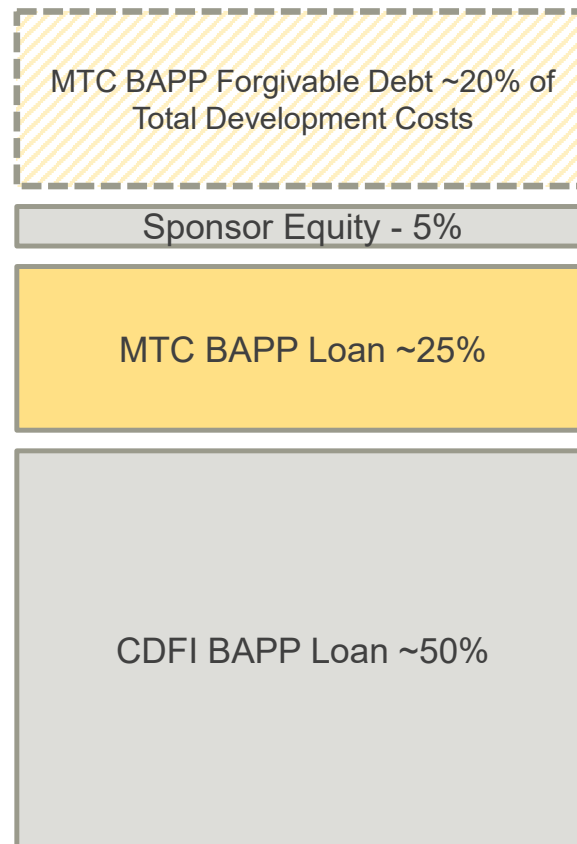 MTC BAPP Forgivable Debt ~20% of
Total Development Costs
Sponsor Equity - 5%
MTC BAPP Loan ~25%
CDFI BAPP Loan ~50%